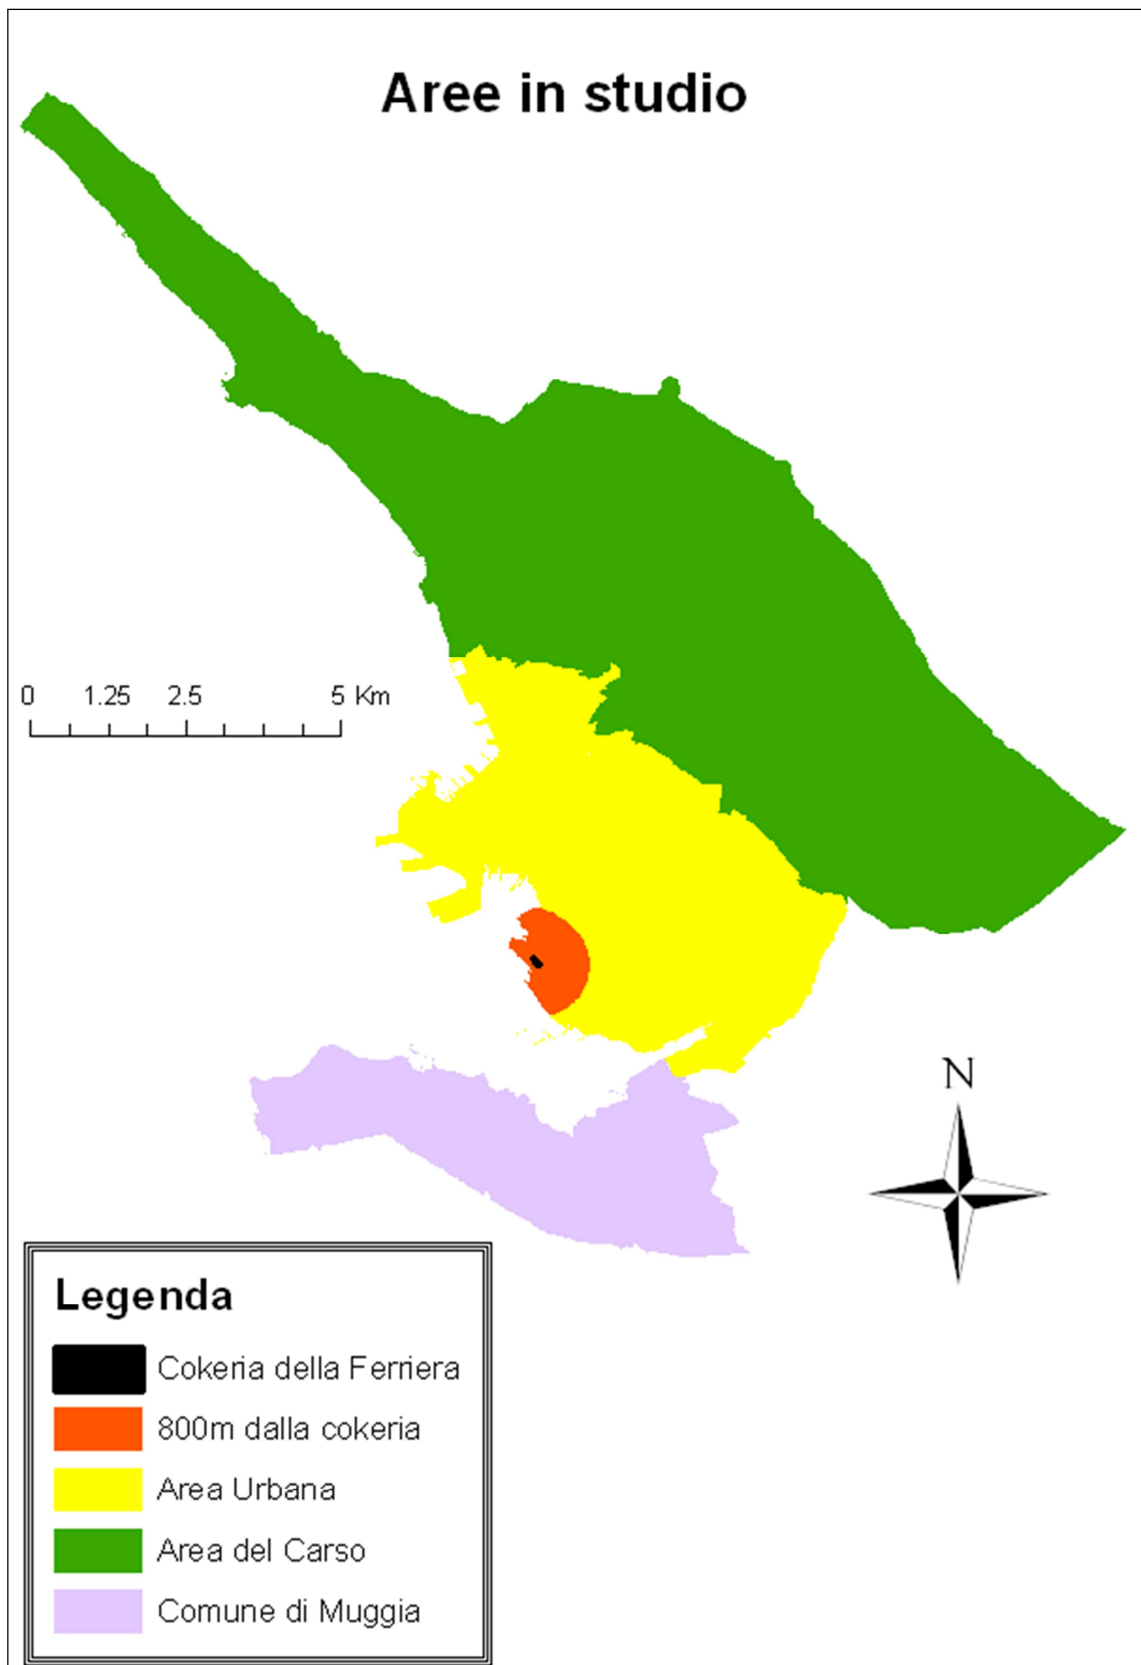 Aree in studio
0 1.25 2.5 5 Km
N
Legenda
Cokeria della Ferriera
800m dalla cokeria
Area Urbana
Area del Carso
Comune di Muggia